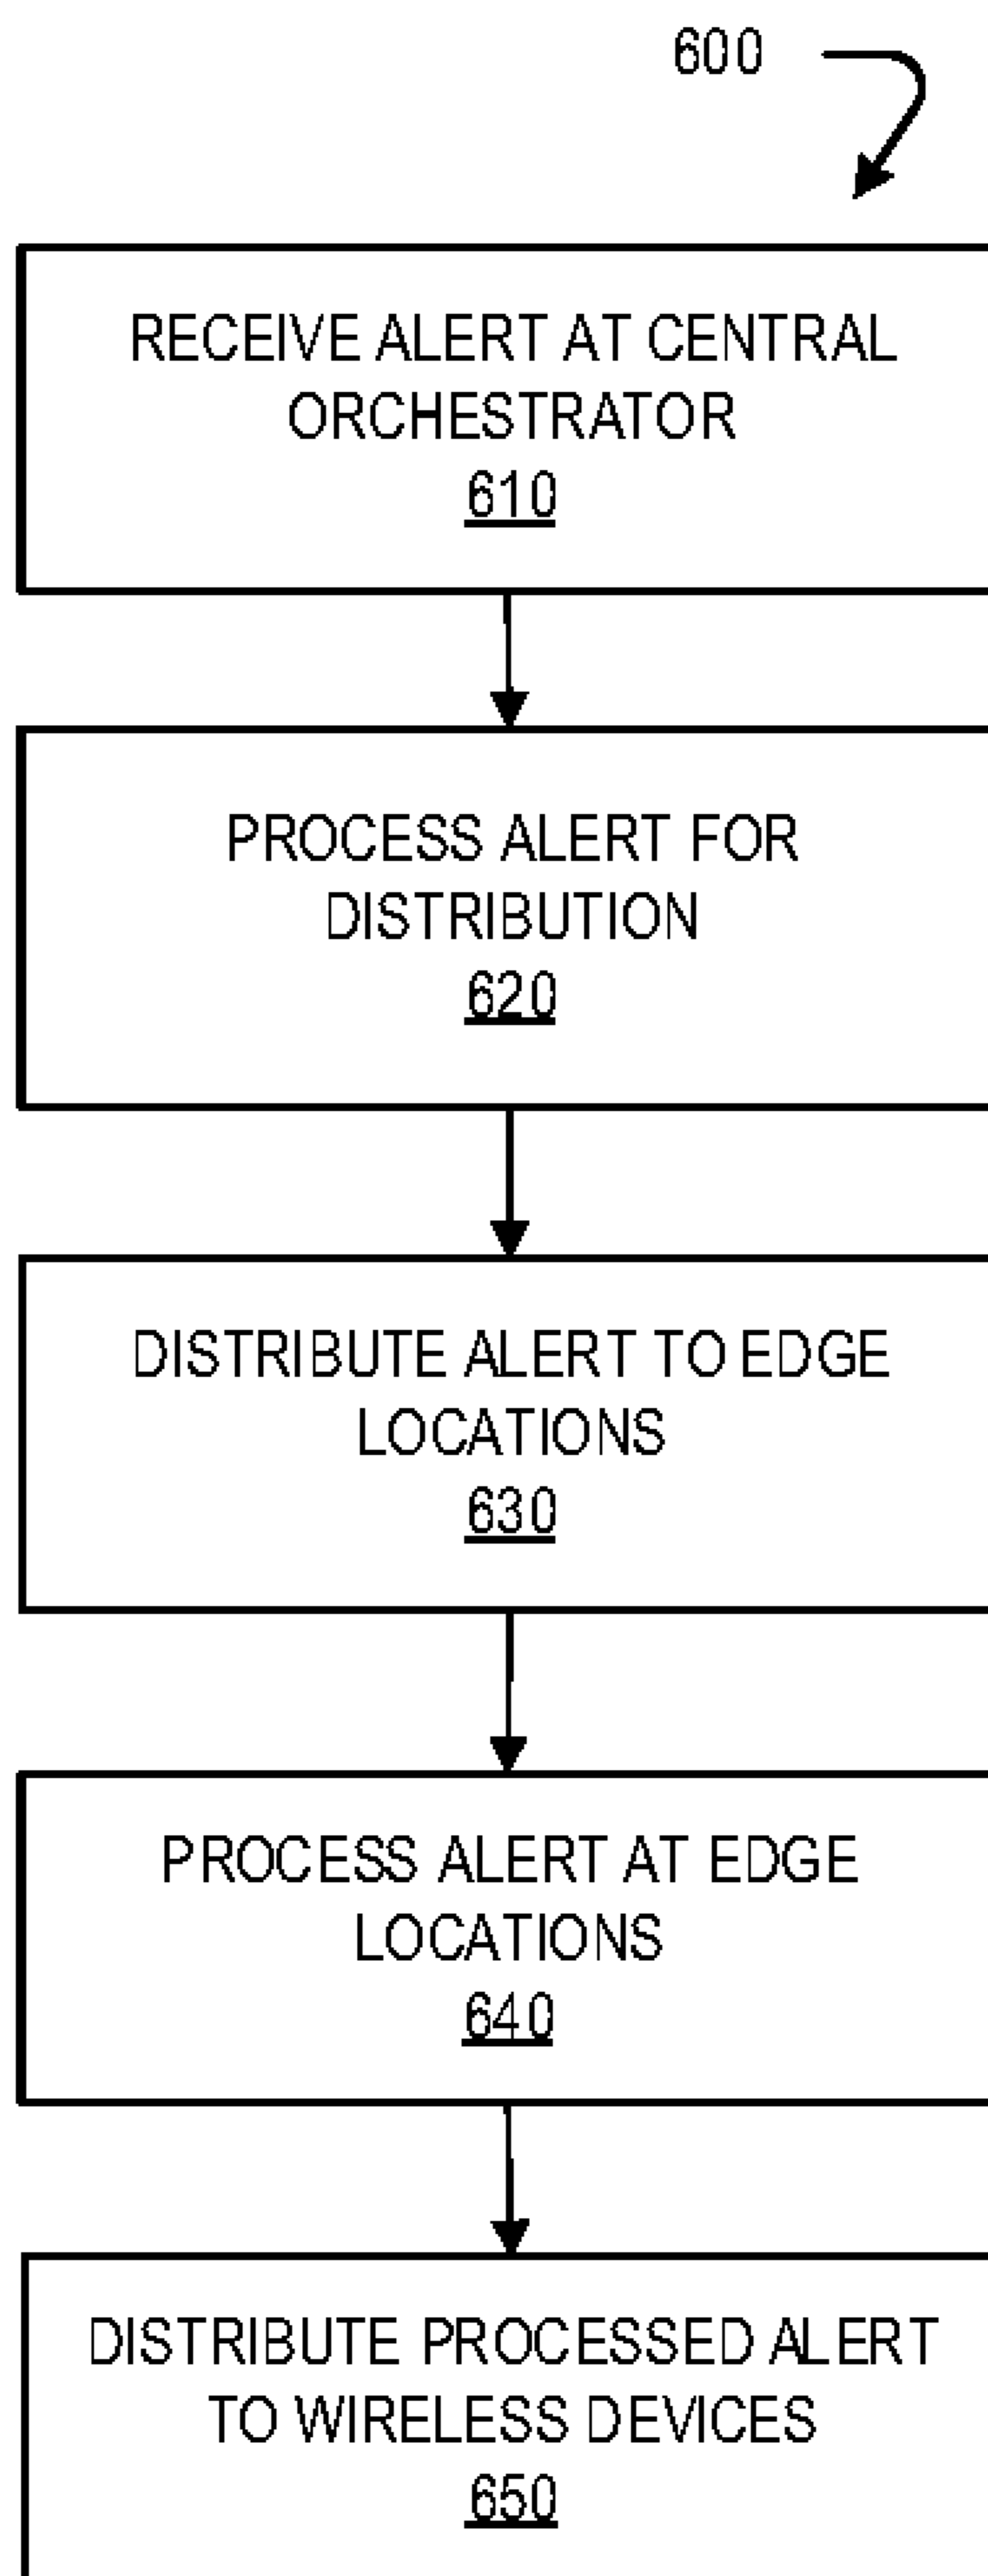 600
RECEIVE ALERT AT CENTRAL
ORCHESTRATOR
610
PROCESS ALERT FOR
DISTRIBUTION
620
DISTRIBUTE ALERT TO EDGE
LOCATIONS
630
PROCESS ALERT AT EDGE
LOCATIONS
640
DISTRIBUTE PROCESSED ALERT
TO WIRELESS DEVICES
650